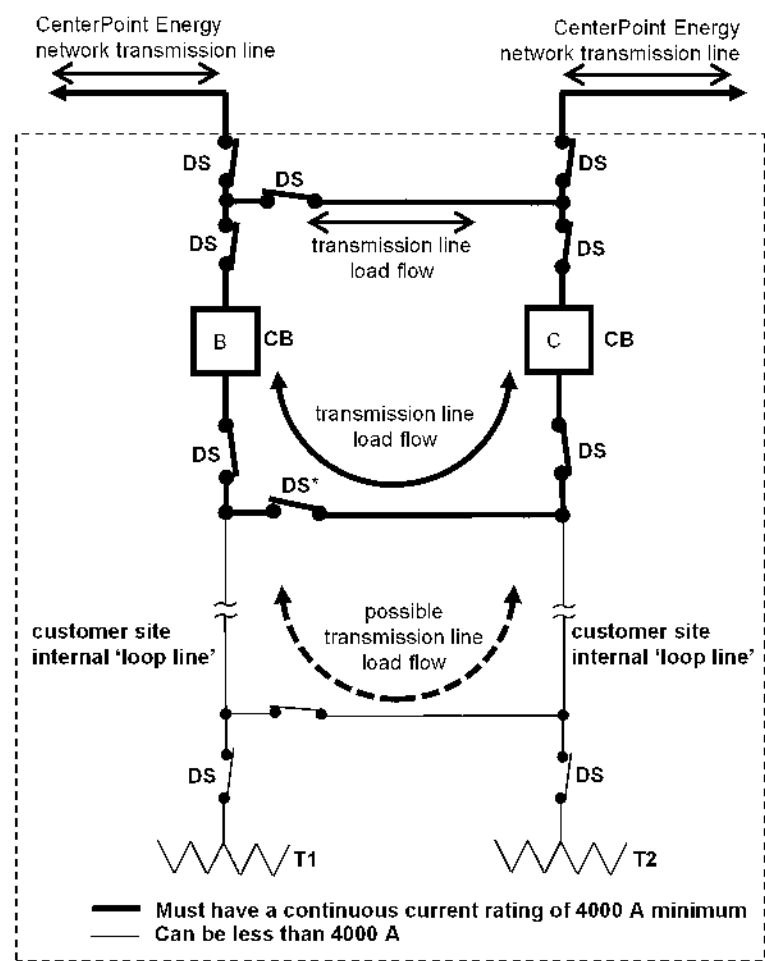 CenterPoint Energy
network transmission line
CenterPoint Energy
network transmission line
DS
DS
DS
DS
transmission line
load flow
DS
DS
B
CB
C
CB
transmission line
load flow
DS
DS
DS*
possible
transmission line
load flow
customer site
internal ‘loop line’
customer site
internal ‘loop line’
DS
DS
T1
T2
Must have a continuous current rating of 4000 A minimum
Can be less than 4000 A